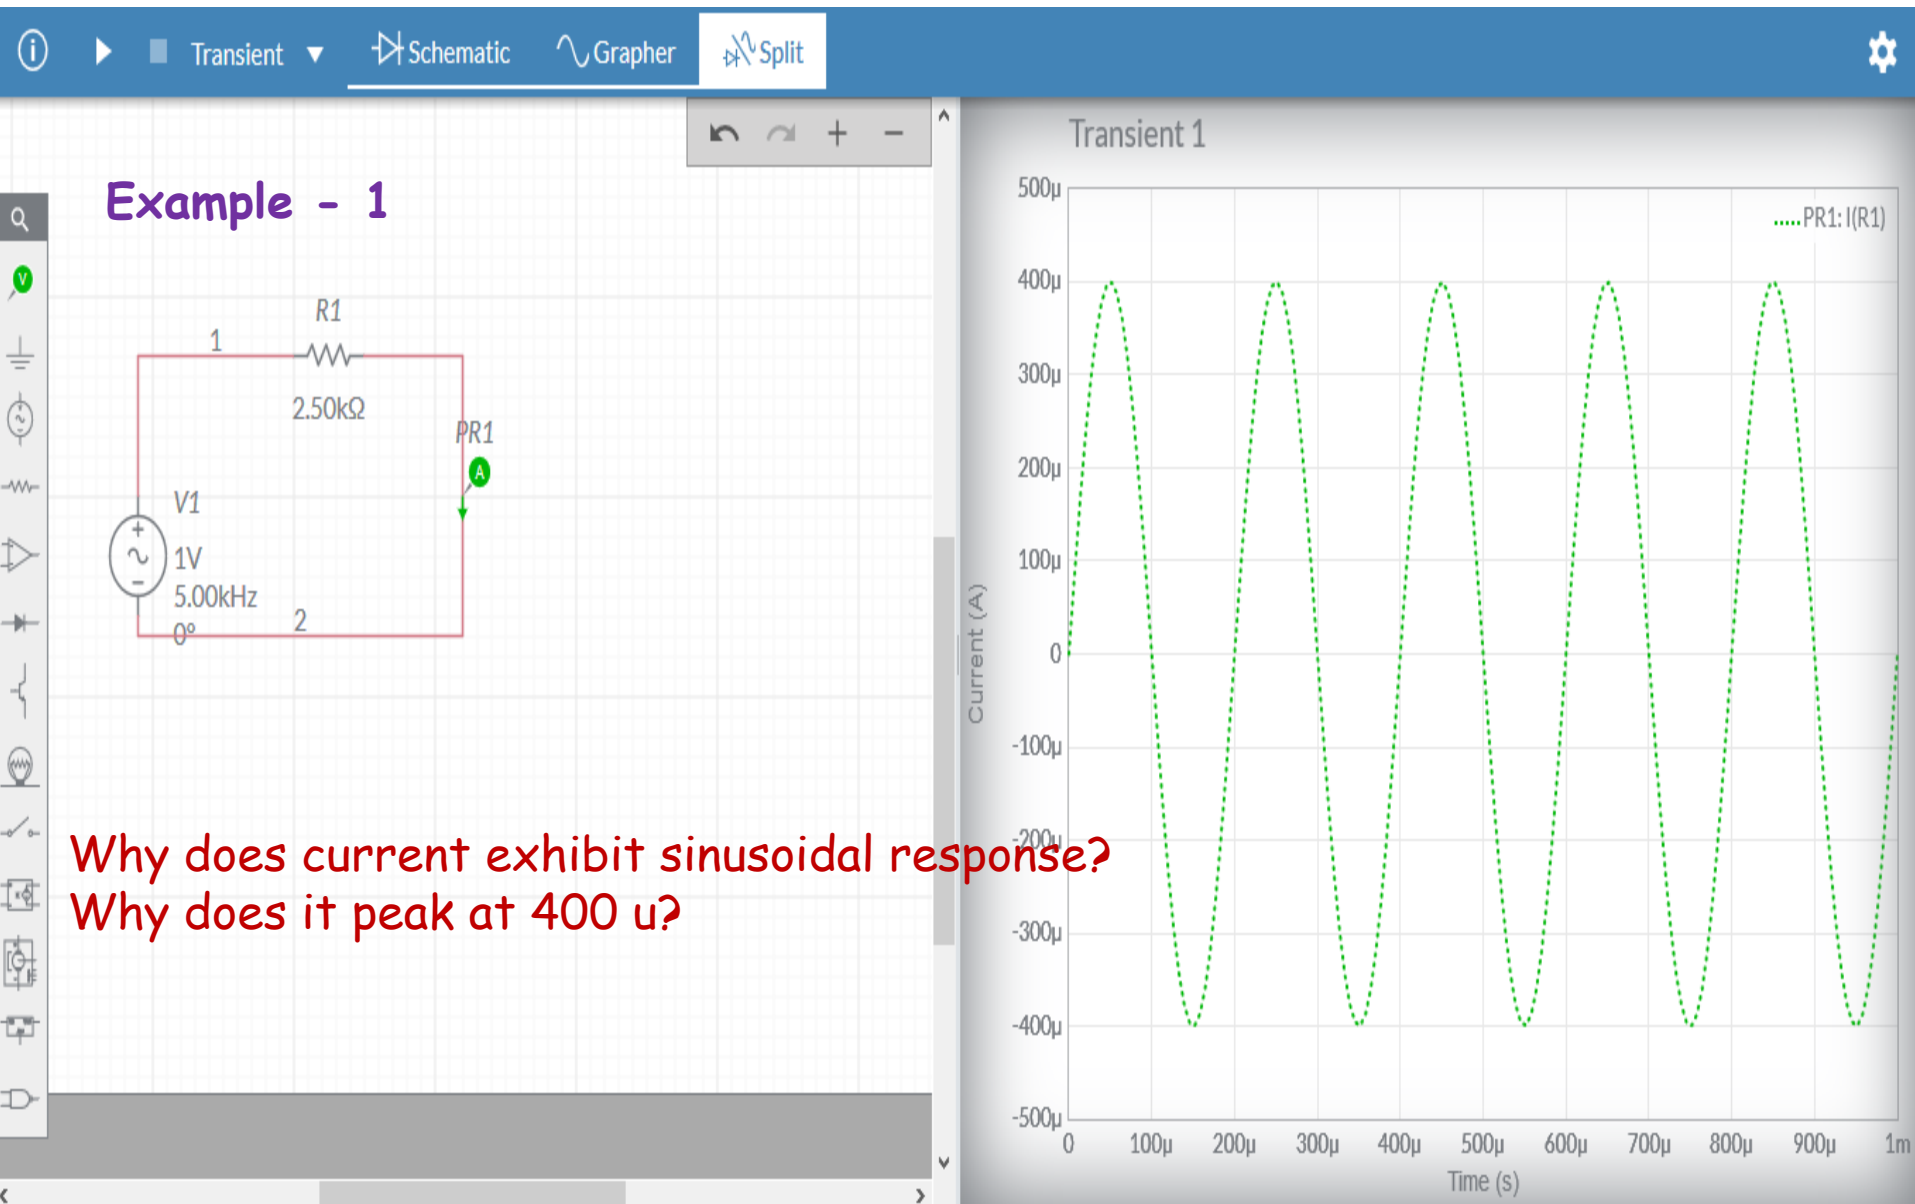 Transient ▼ Schematic Grapher Split
Example - 1
R1
1
2.50kΩ
PR1
A
V
V1
1V
5.00kHz
0°
2
Why does current exhibit sinusoidal response?
Why does it peak at 400 u?
Transient 1
PR1: I(R1)
500µ
400µ
300µ
200µ
100µ
0
-100µ
-200µ
-300µ
-400µ
-500µ
Current (A)
0 100µ 200µ 300µ 400µ 500µ 600µ 700µ 800µ 900µ 1m
Time (s)